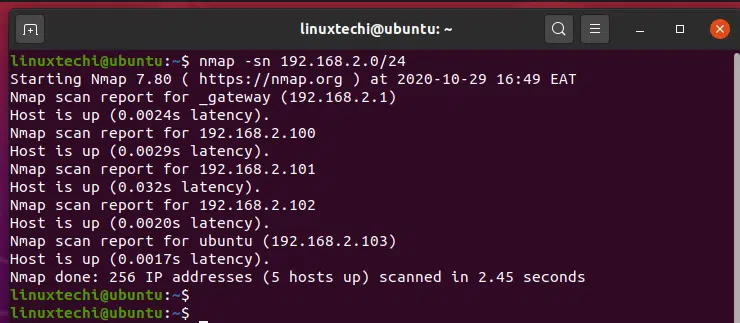 linuxtechi@ubuntu: ~
linuxtechi@ubuntu:~$ nmap -sn 192.168.2.0/24
Starting Nmap 7.80 ( https://nmap.org ) at 2020-10-29 16:49 EAT
Nmap scan report for _gateway (192.168.2.1)
Host is up (0.0024s latency).
Nmap scan report for 192.168.2.100
Host is up (0.0029s latency).
Nmap scan report for 192.168.2.101
Host is up (0.032s latency).
Nmap scan report for 192.168.2.102
Host is up (0.0020s latency).
Nmap scan report for ubuntu (192.168.2.103)
Host is up (0.0017s latency).
Nmap done: 256 IP addresses (5 hosts up) scanned in 2.45 seconds
linuxtechi@ubuntu:~$
linuxtechi@ubuntu:~$